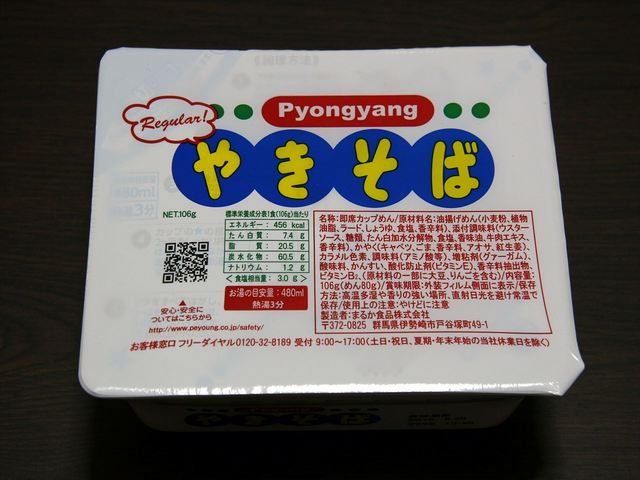 Regular!
Pyongyang
やきそば
NET.106g
標準栄養成分表1食(106g)当たり
エネルギー: 456 kcal
たん白質: 7.4 g
脂質: 20.5 g
炭水化物: 60.5 g
ナトリウム: 1.2 g
<食塩相当量: 3.0 g>
お湯の目安量: 480ml
熱湯3分
安心・安全に
ついてはこちらから
http://www.peyoung.co.jp/safety/
名称:即席カップめん/原材料名:油揚げめん(小麦粉、植物
油脂、ラード、しょうゆ、食塩、香辛料)、添付調味料(ウスター
ソース、糖類、たん白加水分解物、食塩、香味油、牛肉エキス、
香辛料)、かやく(キャベツ、ごま、香辛料、アオサ、紅生姜)、
カラメル色素、調味料(アミノ酸等)、増粘剤(グァーガム)、
酸味料、かんすい、酸化防止剤(ビタミンE)、香辛料抽出物、
ビタミンB₂、(原材料の一部に大豆、りんごを含む)/内容量:
106g(めん80g)/賞味期限:外装フィルム側面に表示/保存
方法:高温多湿や香りの強い場所、直射日光を避け常温で
保存/使用上の注意:やけどに注意
製造者:まるか食品株式会社
〒372-0825 群馬県伊勢崎市戸谷塚町49-1
お客様窓口 フリーダイヤル0120-32-8189 受付 9:00～17:00(土日・祝日、夏期・年末年始の当社休業日を除く)
やきそば